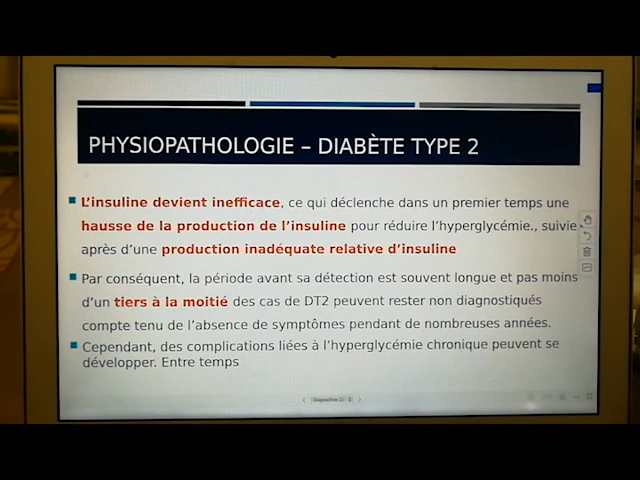 PHYSIOPATHOLOGIE – DIABÈTE TYPE 2
L'insuline devient inefficace, ce qui déclenche dans un premier temps une
hausse de la production de l'insuline pour réduire l'hyperglycémie., suivie
après d'une production inadéquate relative d'insuline
Par conséquent, la période avant sa détection est souvent longue et pas moins
d'un tiers à la moitié des cas de DT2 peuvent rester non diagnostiqués
compte tenu de l'absence de symptômes pendant de nombreuses années.
Cependant, des complications liées à l'hyperglycémie chronique peuvent se
développer. Entre temps